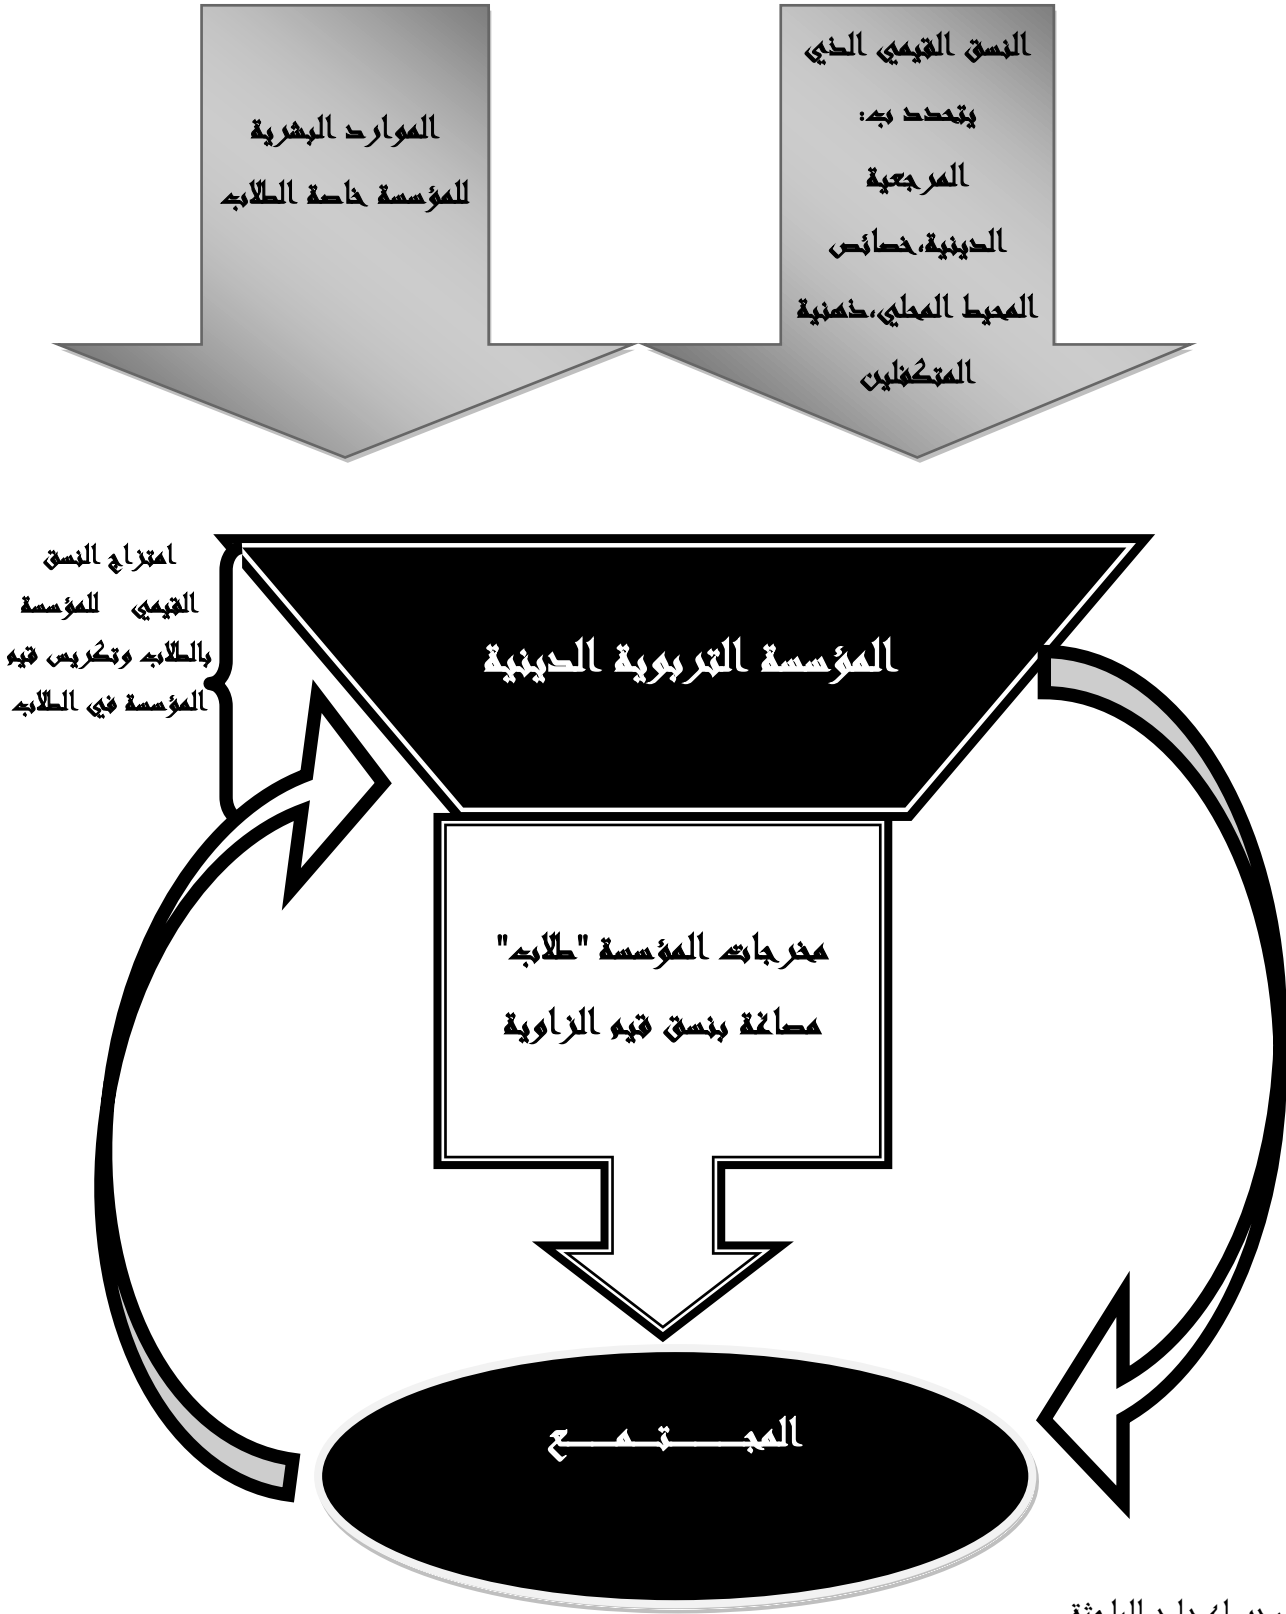 النسق القيمي الذي
يتحدد ب:
المرجعية
الدينية،خصائص
المحيط المحلي،ذهنية
المتكفلين
الموارد البشرية
للمؤسسة خاصة الطلاب
امتزاج النسق
القيمي للمؤسسة
بالطلاب وتكريس قيم
المؤسسة في الطلاب
المؤسسة التربوية الدينية
مخرجات المؤسسة "طلاب"
مصاغة بنسق قيم الزاوية
المجـــــتـــمـــع